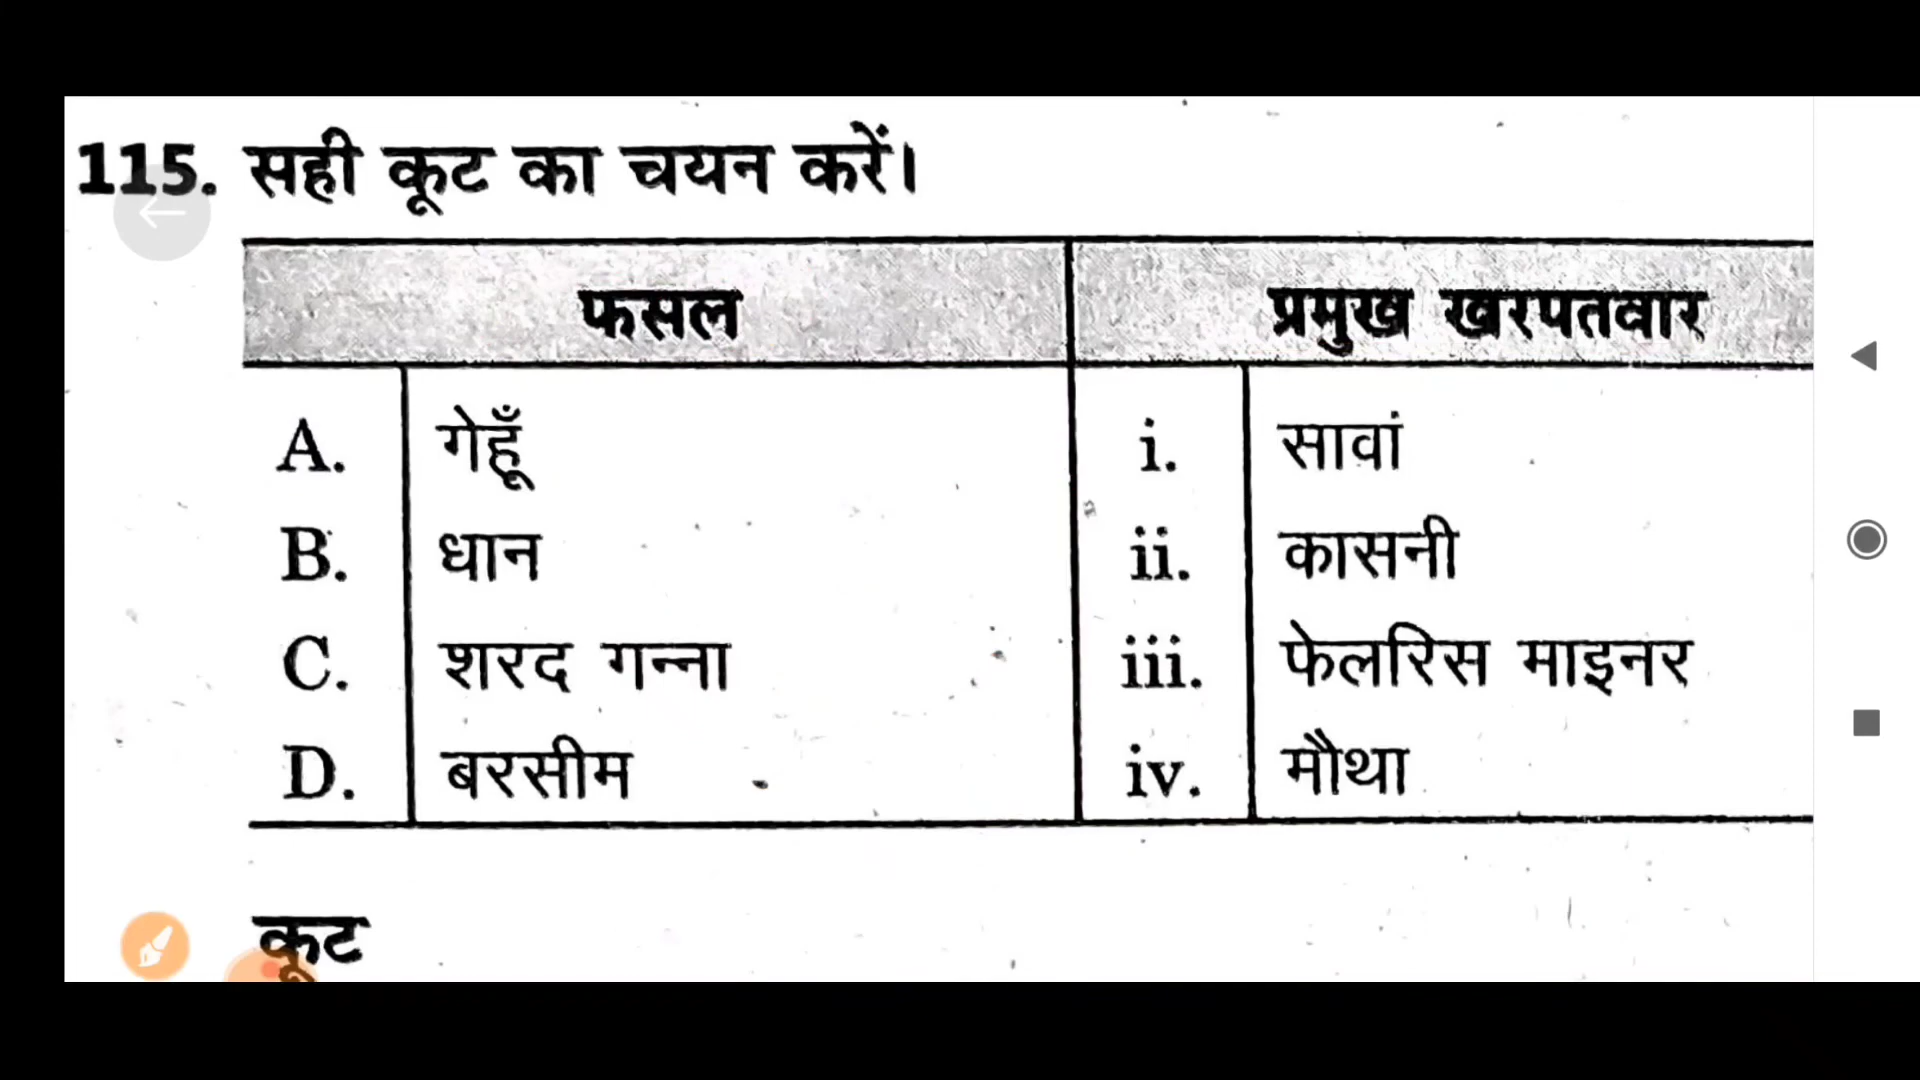 115. सही कूट का चयन करें।
फसल प्रमुख खरपतवार
A. गेहूँ i. सावां
B. धान ii. कासनी
C. शरद गन्ना iii. फेलरिस माइनर
D. बरसीम iv. मौथा
कूट